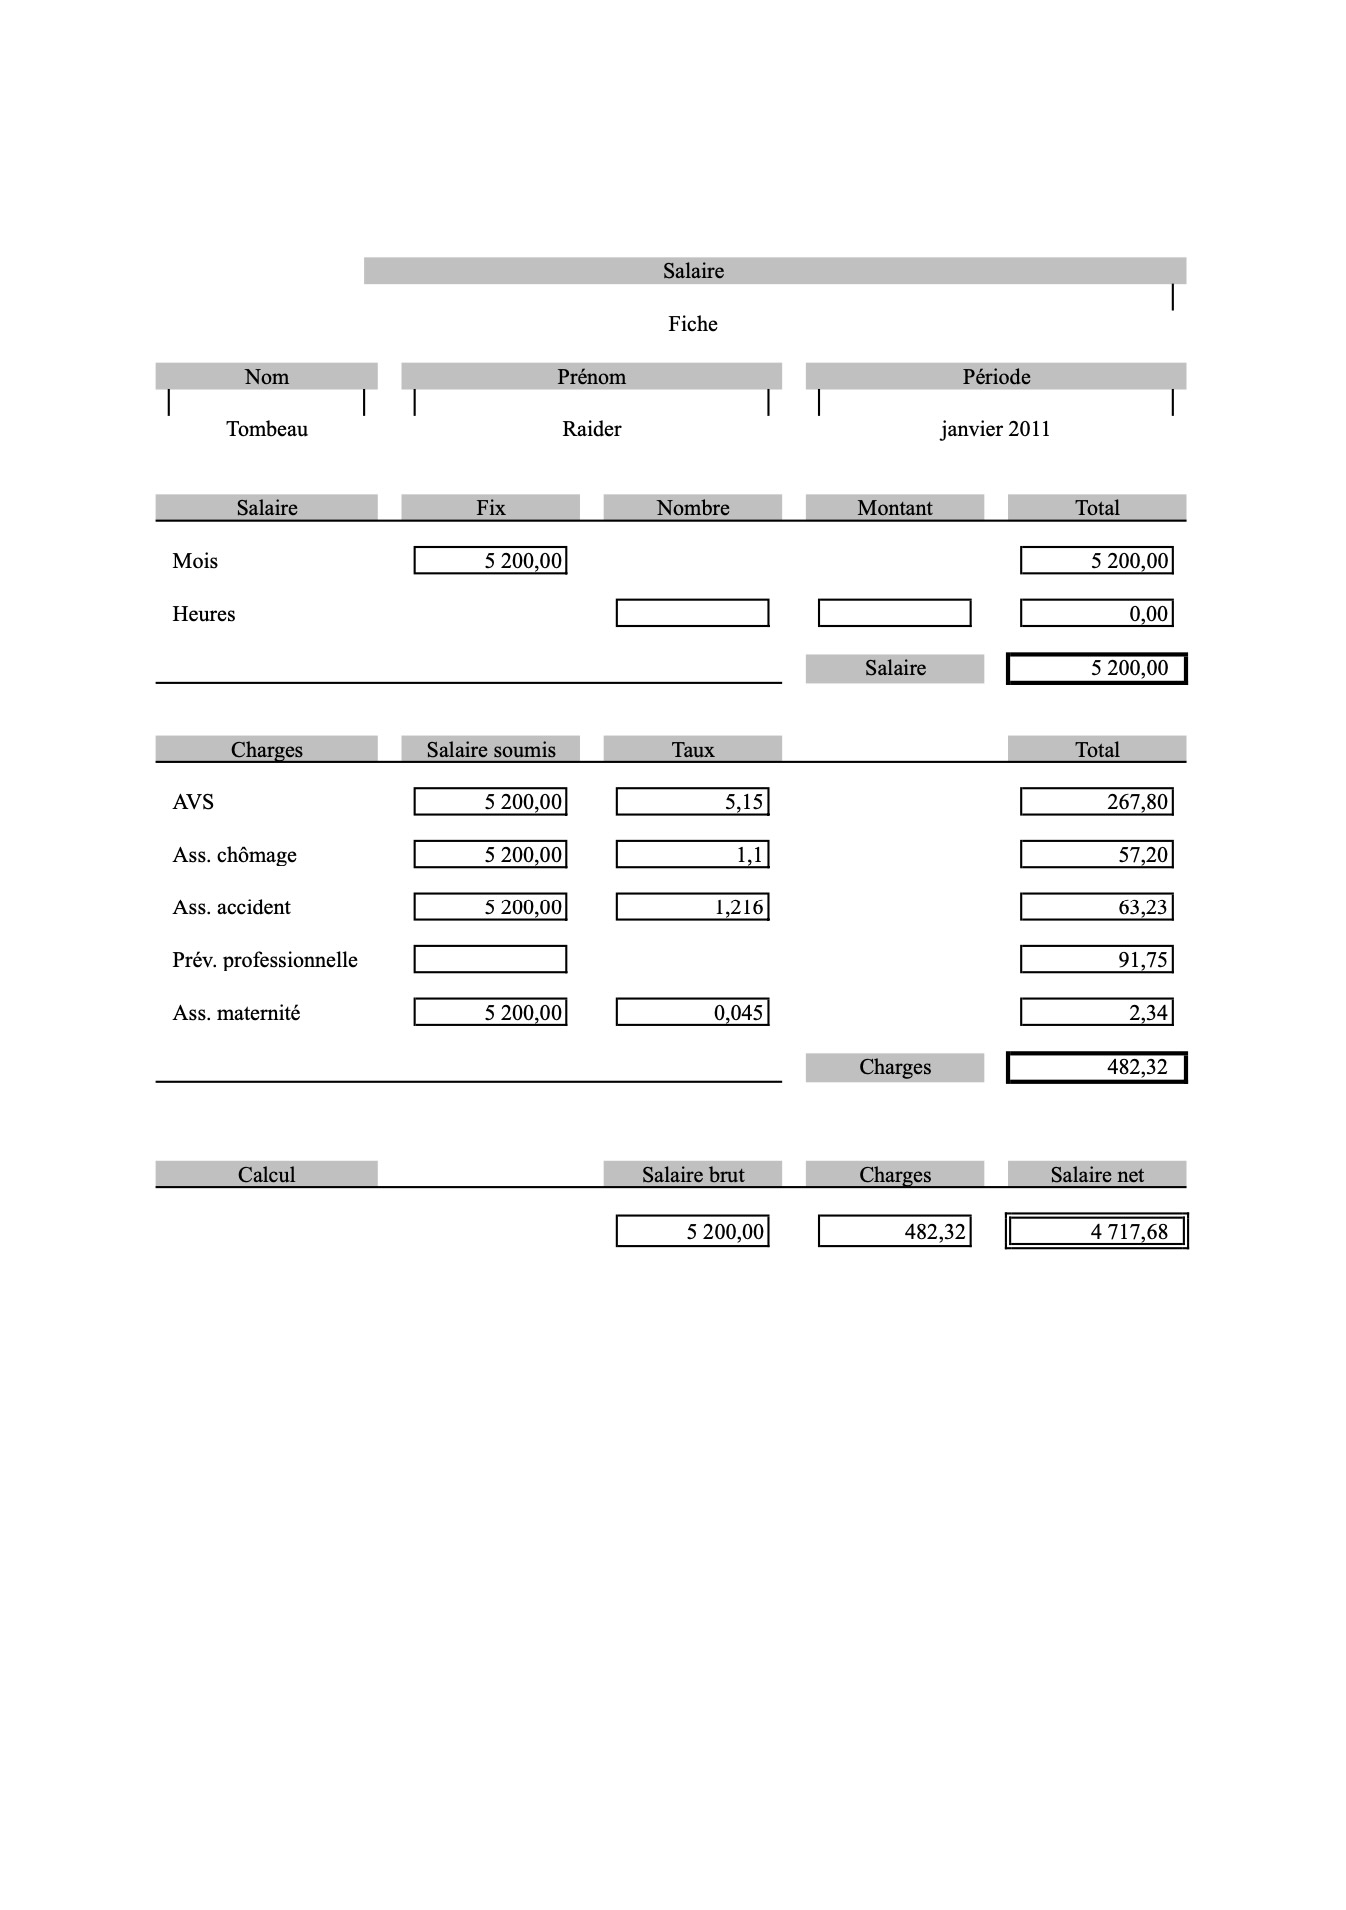 Salaire
Fiche
Nom Prénom Période
Tombeau Raider janvier 2011
Salaire Fix Nombre Montant Total
Mois 5 200,00 5 200,00
Heures 0,00
Salaire 5 200,00
Charges Salaire soumis Taux Total
AVS 5 200,00 5,15 267,80
Ass. chômage 5 200,00 1,1 57,20
Ass. accident 5 200,00 1,216 63,23
Prév. professionnelle 91,75
Ass. maternité 5 200,00 0,045 2,34
Charges 482,32
Calcul Salaire brut Charges Salaire net
5 200,00 482,32 4 717,68